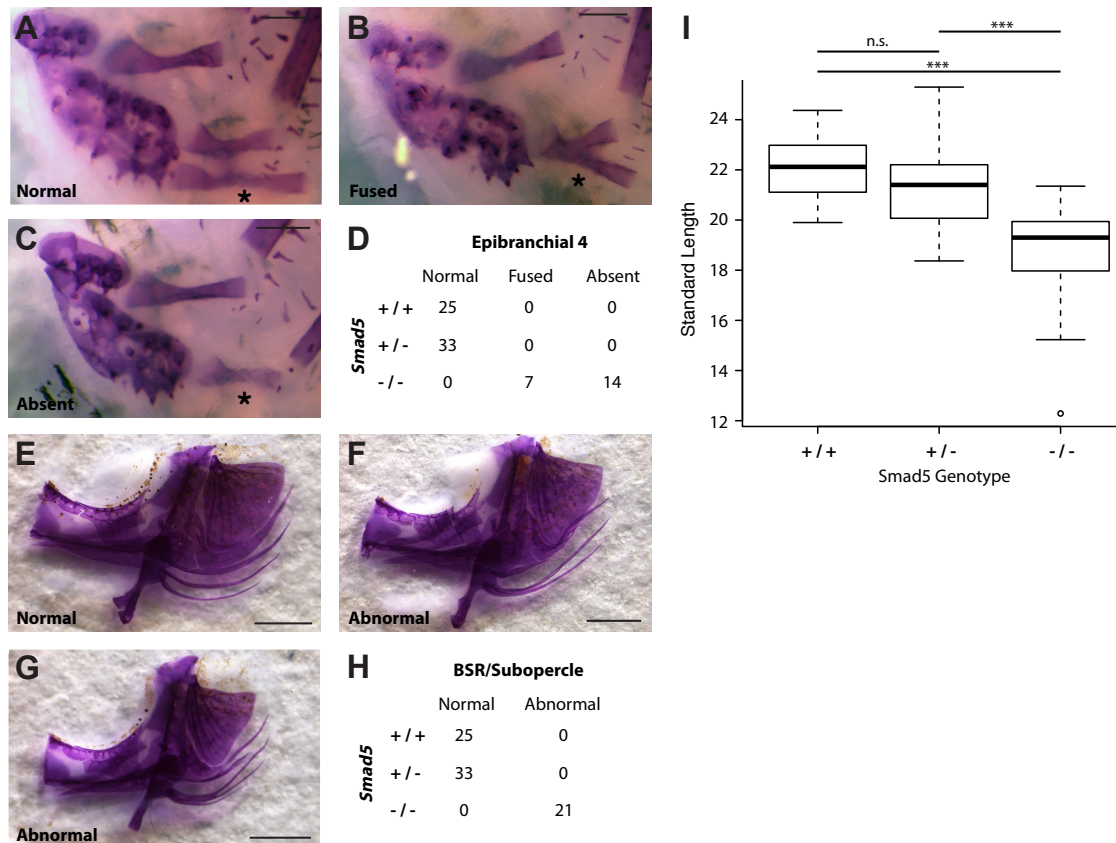 A
Normal
*
B
Fused
*
C
Absent
*
D
Epibranchial 4
Normal Fused Absent
Smad5
+/+ 25 0 0
+/- 33 0 0
-/- 0 7 14
E
Normal
F
Abnormal
G
Abnormal
H
BSR/Subopercle
Normal Abnormal
Smad5
+/+ 25 0
+/- 33 0
-/- 0 21
I
***
n.s.
***
Standard Length
24
22
20
18
16
14
12
+/+ +/- -/-
Smad5 Genotype